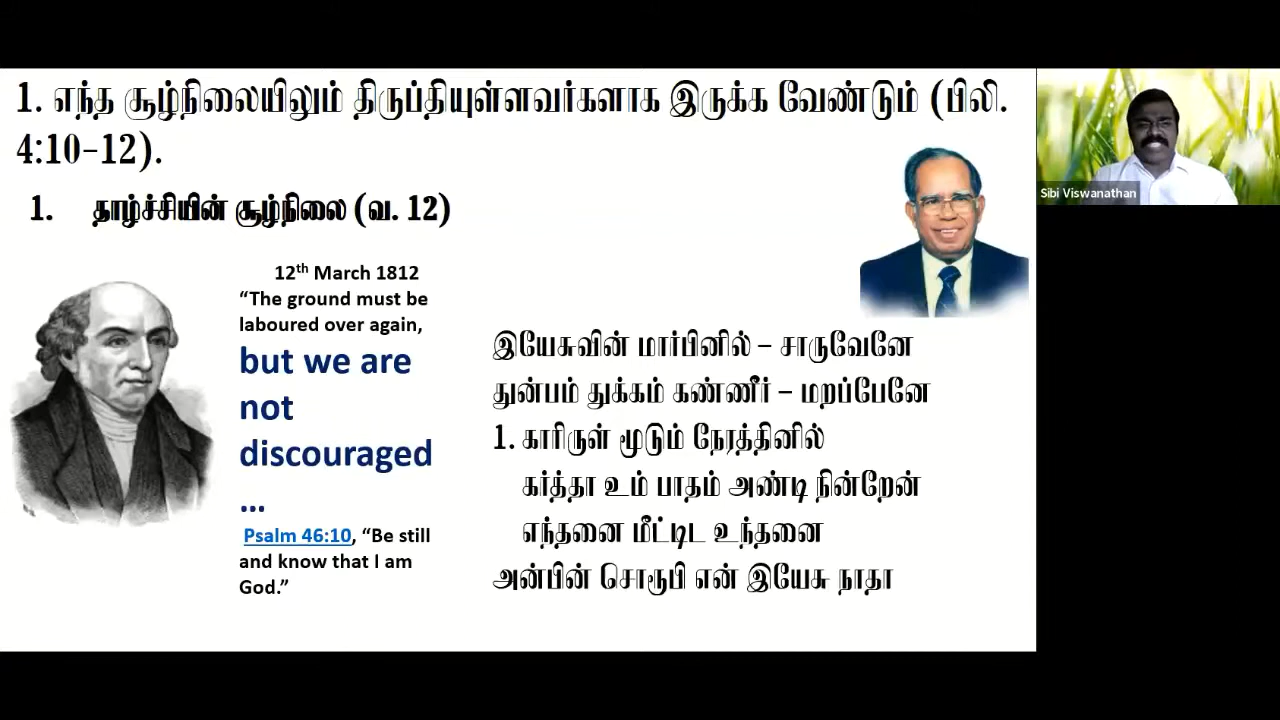 1. எந்த சூழ்நிலையிலும் திருப்தியுள்ளவர்களாக இருக்க வேண்டும் (பிலி.
4:10-12).
1. தாழ்ச்சியின் சூழ்நிலை (வ. 12)
Sibi Viswanathan
12th March 1812
“The ground must be
laboured over again,
but we are
not
discouraged
...
Psalm 46:10, “Be still
and know that I am
God.”
இயேசுவின் மார்பினில் – சாருவேனே
துன்பம் துக்கம் கண்ணீர் – மறப்பேனே
1. காரிருள் மூடும் நேரத்தினில்
கர்த்தா உம் பாதம் அண்டி நின்றேன்
எந்தனை மீட்டிட உந்தனை
அன்பின் சொரூபி என் இயேசு நாதா